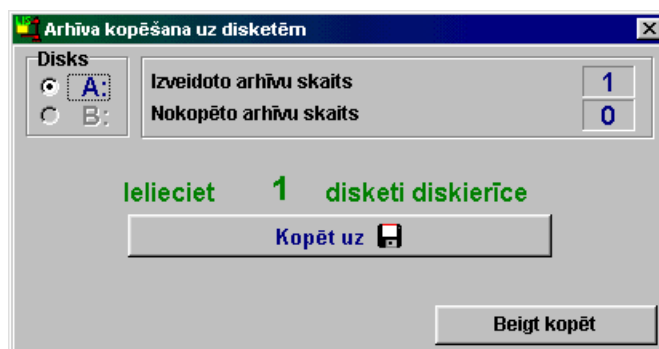 Arhīva kopēšana uz disketēm
Disks
A:
B:
Izveidoto arhīvu skaits 1
Nokopēto arhīvu skaits 0
Ielieciet 1 disketi diskierīce
Kopēt uz
Beigt kopēt